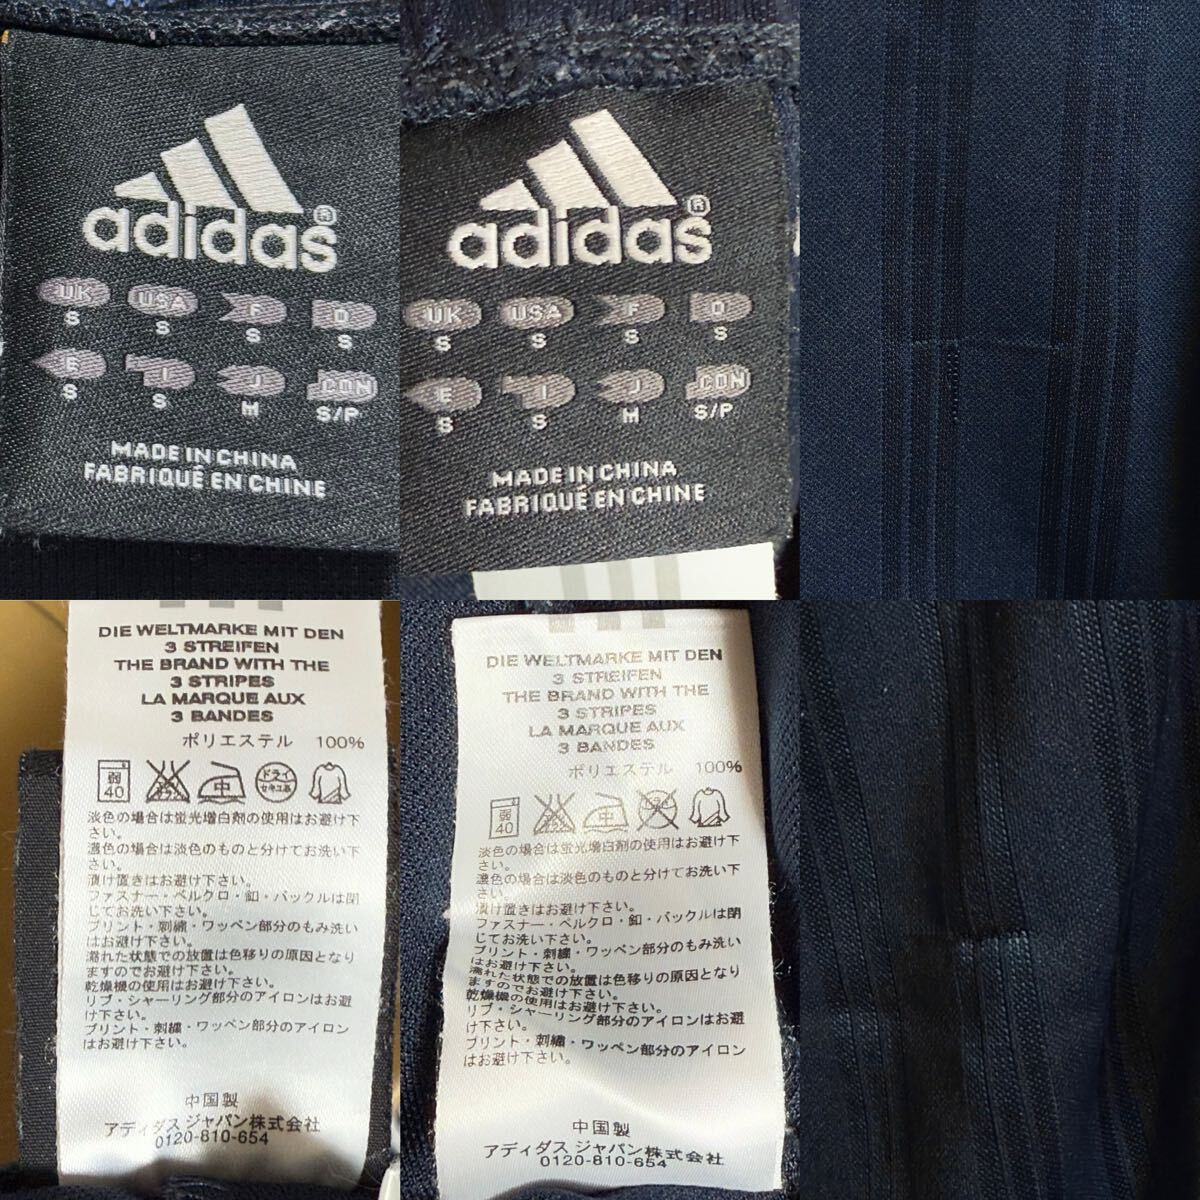 adidas®
UK USA F D
S S S S
E I J CDN
S S M S/P
MADE IN CHINA
FABRIQUÉ EN CHINE
adidas®
UK USA F D
S S S S
E I J CDN
S S M S/P
MADE IN CHINA
FABRIQUÉ EN CHINE
DIE WELTMARKE MIT DEN
3 STREIFEN
THE BRAND WITH THE
3 STRIPES
LA MARQUE AUX
3 BANDES
ポリエステル 100%
弱 40 中 ドライ セキユ系
淡色の場合は蛍光増白剤の使用はお避け下
さい。
濃色の場合は淡色のものと分けてお洗い下
さい。
漬け置きはお避け下さい。
ファスナー・ベルクロ・釦・バックルは閉
じてお洗い下さい。
プリント・刺繍・ワッペン部分のもみ洗い
はお避け下さい。
濡れた状態での放置は色移りの原因となり
ますのでお避け下さい。
乾燥機の使用はお避け下さい。
リブ・シャーリング部分のアイロンはお避
け下さい。
プリント・刺繍・ワッペン部分のアイロン
はお避け下さい。
中国製
アディダス ジャパン株式会社
0120-810-654
DIE WELTMARKE MIT DEN
3 STREIFEN
THE BRAND WITH THE
3 STRIPES
LA MARQUE AUX
3 BANDES
ポリエステル 100%
弱 40 中
淡色の場合は蛍光増白剤の使用はお避け下
さい。
濃色の場合は淡色のものと分けてお洗い下
さい。
漬け置きはお避け下さい。
ファスナー・ベルクロ・釦・バックルは閉
じてお洗い下さい。
プリント・刺繍・ワッペン部分のもみ洗い
はお避け下さい。
濡れた状態での放置は色移りの原因となり
ますのでお避け下さい。
乾燥機の使用はお避け下さい。
リブ・シャーリング部分のアイロンはお避
け下さい。
プリント・刺繍・ワッペン部分のアイロン
はお避け下さい。
中国製
アディダス ジャパン株式会社
0120-810-654